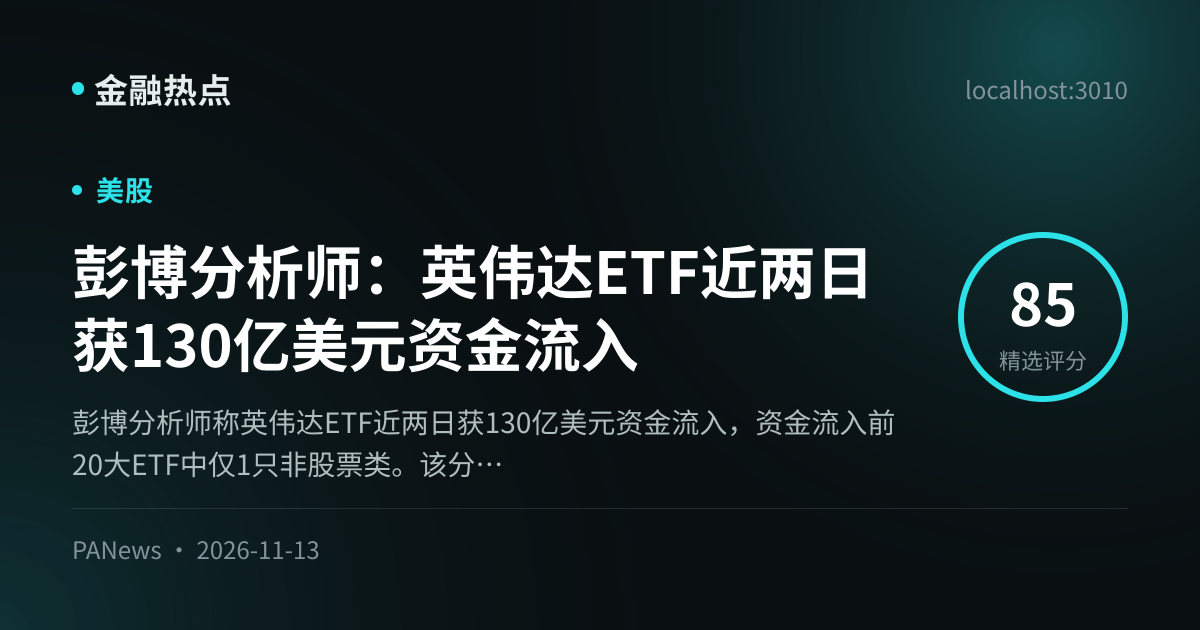 金融热点
localhost:3010
美股
彭博分析师：英伟达ETF近两日
获130亿美元资金流入
85
精选评分
彭博分析师称英伟达ETF近两日获130亿美元资金流入，资金流入前
20大ETF中仅1只非股票类。该分…
PANews • 2026-11-13